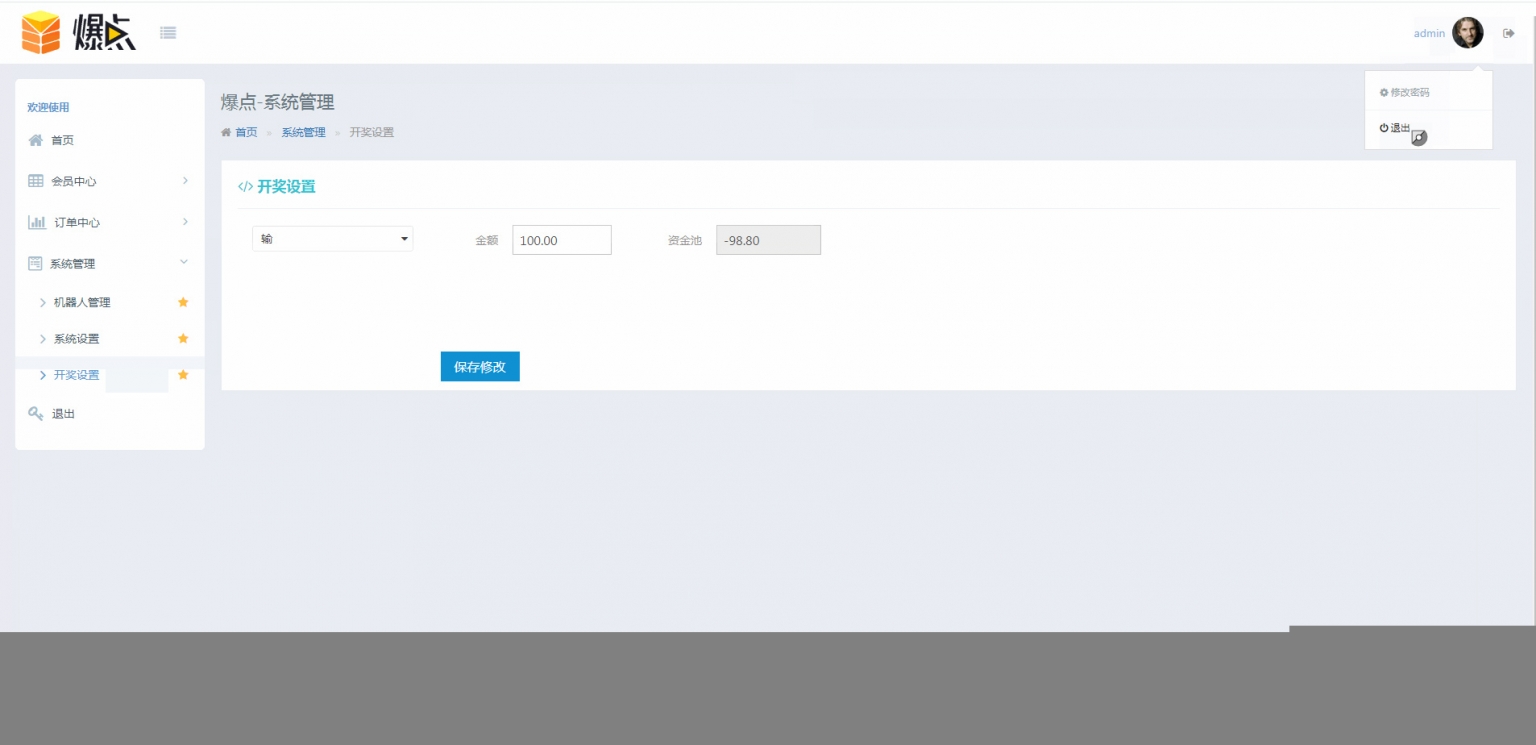 爆点
admin
修改密码
退出
欢迎使用
首页
会员中心
订单中心
系统管理
机器人管理
系统设置
开奖设置
退出
爆点-系统管理
首页 系统管理 开奖设置
</> 开奖设置
输 金额 100.00 资金池 -98.80
保存修改